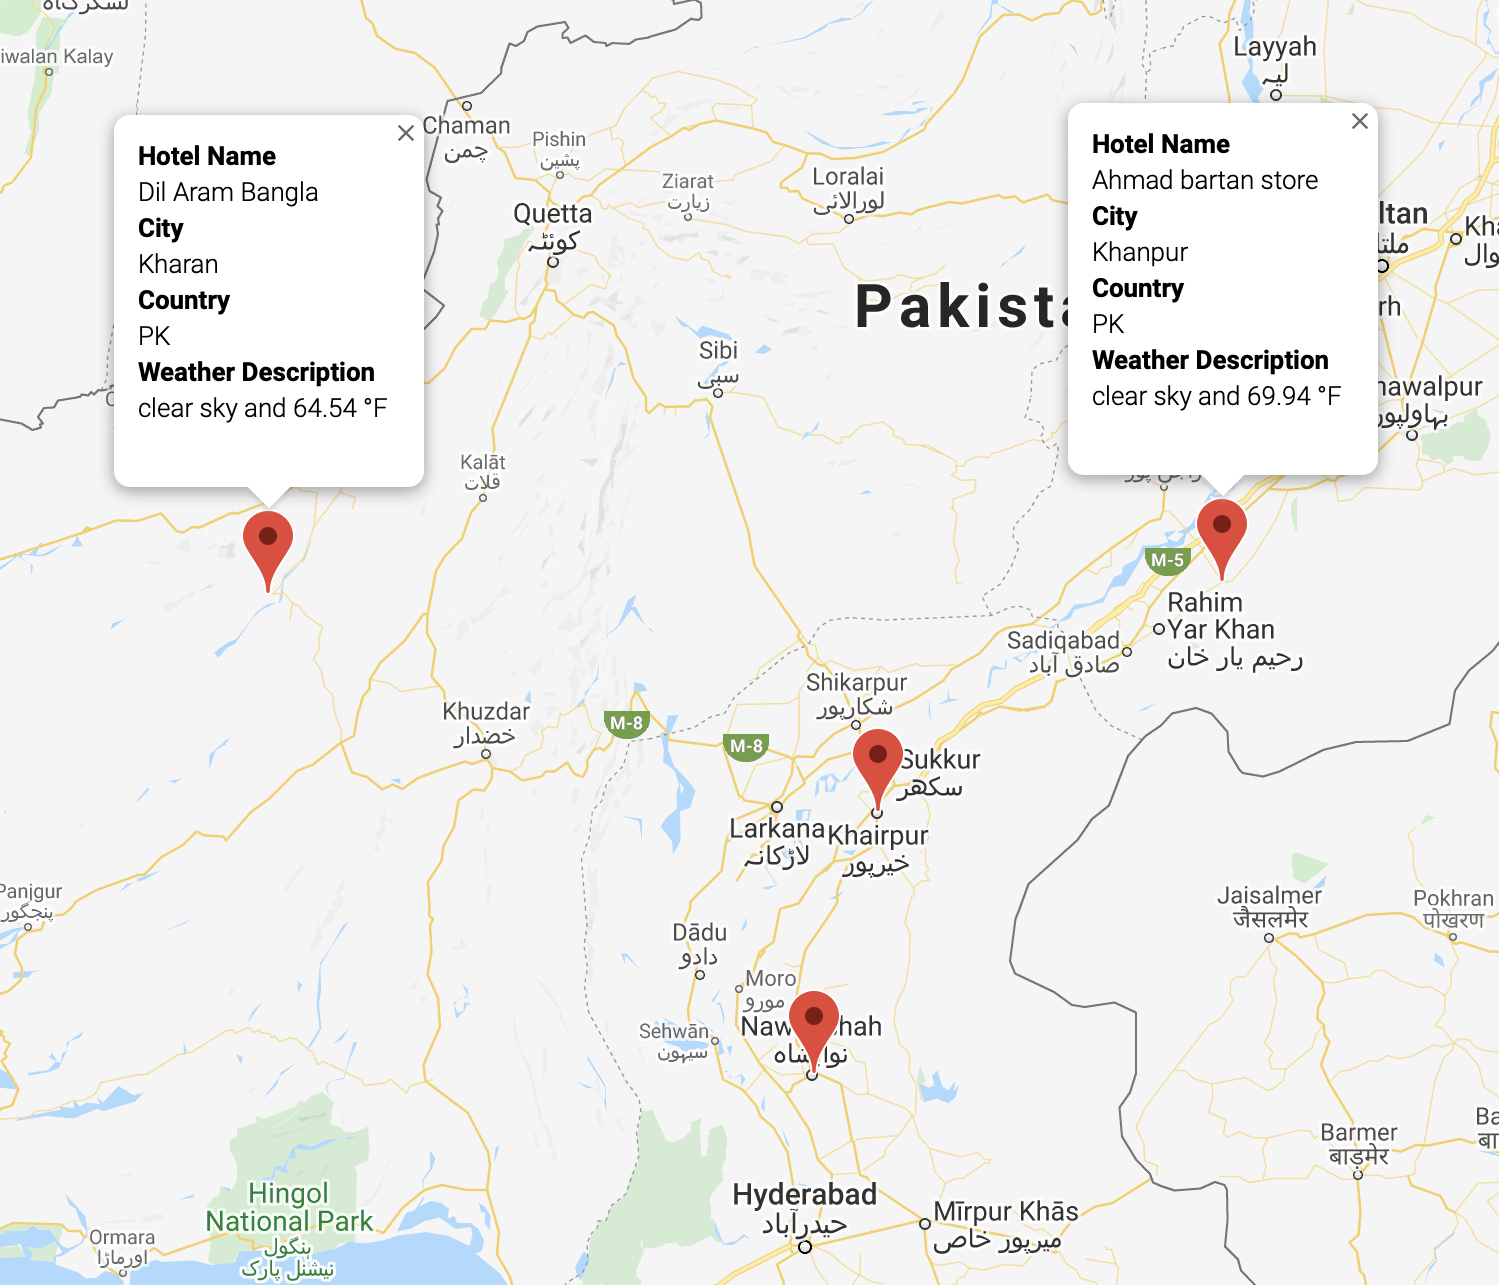 iwalan Kalay
Chaman
چمن
Pishin
پشین
Ziarat
زیارت
Loralai
لورالائی
Layyah
لیہ
Quetta
کوئٹہ
Hotel Name
Dil Aram Bangla
City
Kharan
Country
PK
Weather Description
clear sky and 64.54 °F
Hotel Name
Ahmad bartan store
City
Khanpur
Country
PK
Weather Description
clear sky and 69.94 °F
ltan
ملتا
Kha
وال
Pakista
rh
Sibi
سبی
hawalpur
بہاولپور
Kalāt
قلات
M-5
Rahim
Yar Khan
رحیم یار خان
Sadiqabad
صادق آباد
Shikarpur
شکارپور
Khuzdar
خضدار
M-8
M-8
Sukkur
سکھر
Larkana
لاڑکانہ
Khairpur
خیرپور
Panjgur
پنجگور
Jaisalmer
जैसलमेर
Pokhran
पोखरण
Dādu
دادو
Moro
مورو
Naw hah
Sehwān
سیہون
Barmer
बाड़मेर
Ba
बा
Hingol
National Park
ہنگول
نیشنل پارک
Hyderabad
حیدرآباد
Mīrpur Khās
میرپور خاص
Ormara
اورماڑا